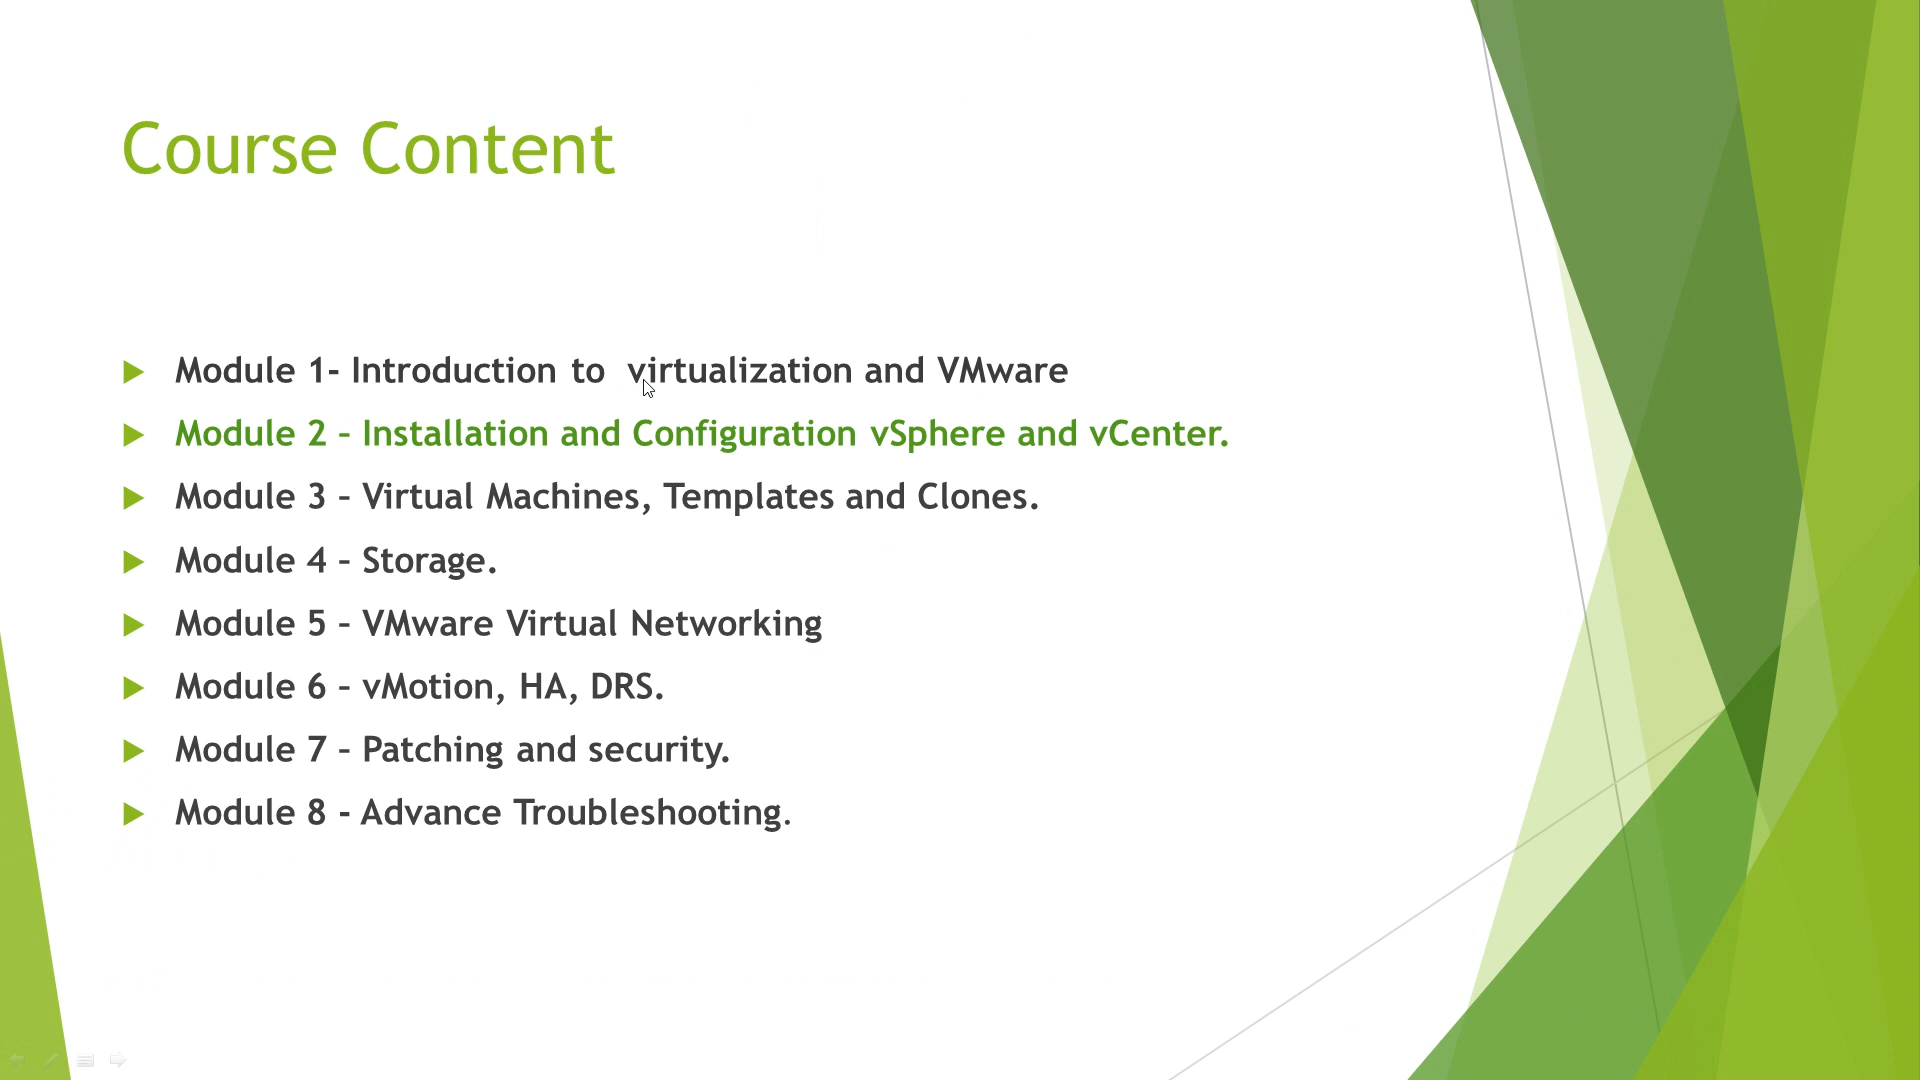 Course Content
Module 1- Introduction to  virtualization and VMware
Module 2 – Installation and Configuration vSphere and vCenter.
Module 3 – Virtual Machines, Templates and Clones.
Module 4 – Storage.
Module 5 – VMware Virtual Networking
Module 6 – vMotion, HA, DRS.
Module 7 – Patching and security.
Module 8 - Advance Troubleshooting.